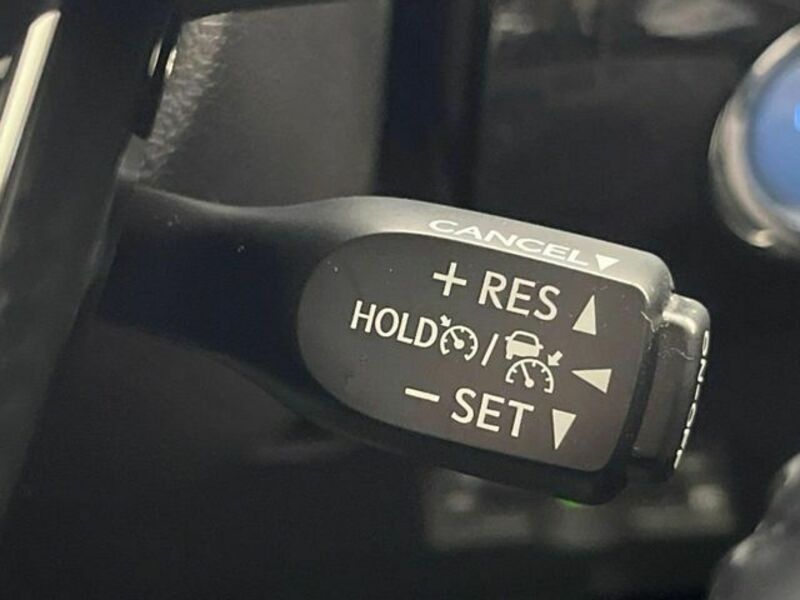 CANCEL▼
+ RES ▲
HOLD / ◀
− SET ▼